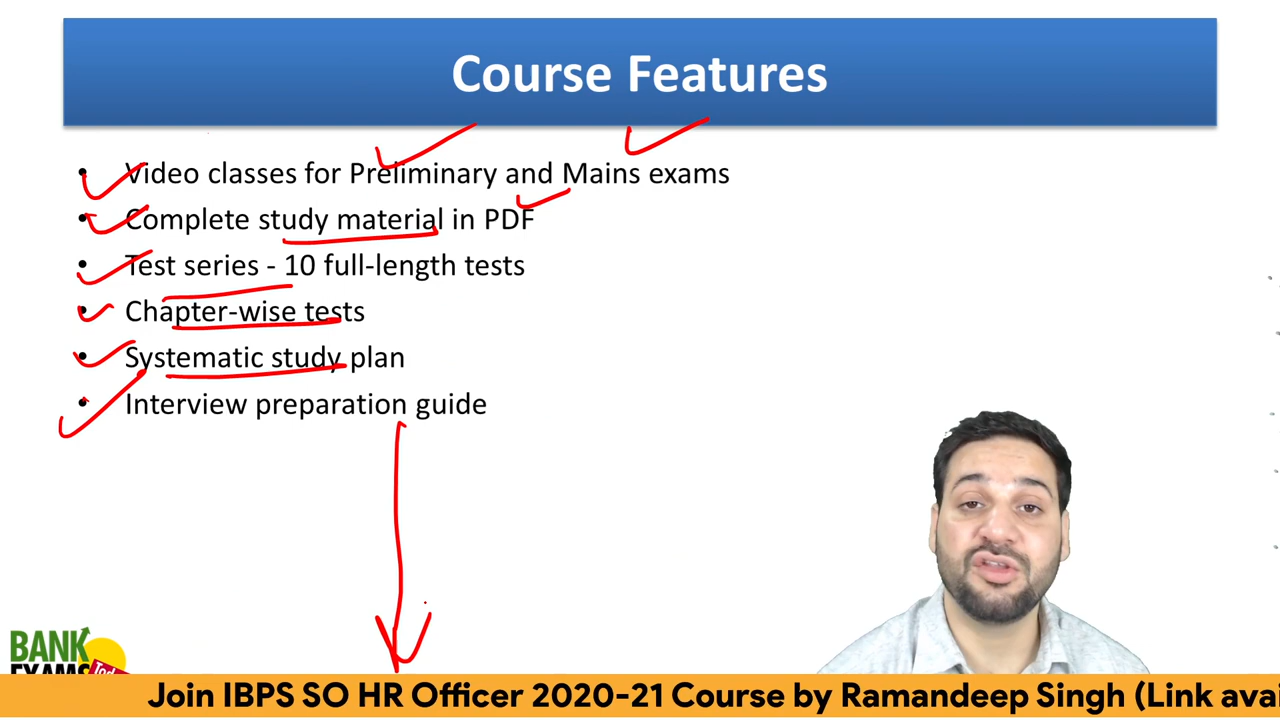 Course Features
• Video classes for Preliminary and Mains exams
• Complete study material in PDF
• Test series - 10 full-length tests
• Chapter-wise tests
• Systematic study plan
• Interview preparation guide
BANK
EXAMS Today
Join IBPS SO HR Officer 2020-21 Course by Ramandeep Singh (Link avai